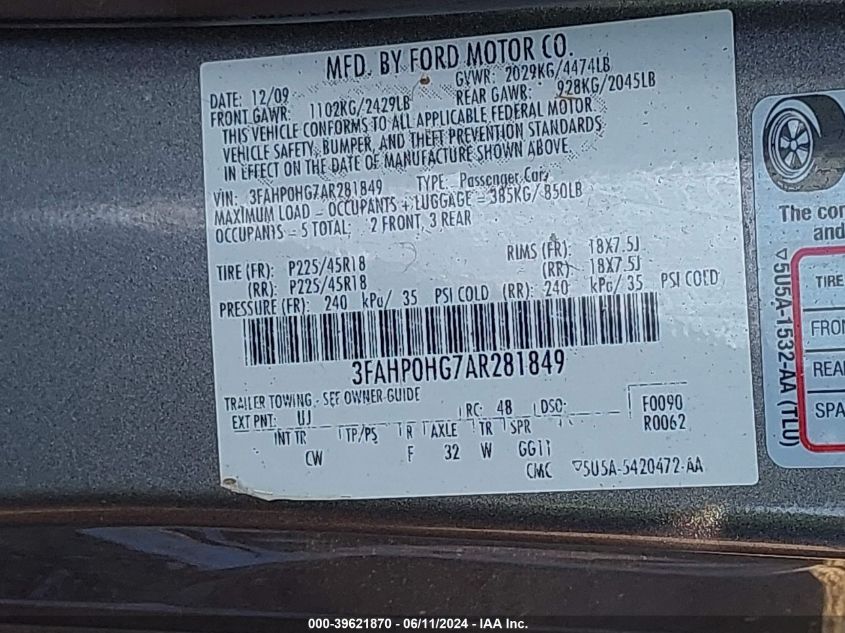 MFD. BY FORD MOTOR CO.
DATE: 12/09 GVWR: 2029KG/4474LB
FRONT GAWR: 1102KG/2429LB REAR GAWR: 928KG/2045LB
THIS VEHICLE CONFORMS TO ALL APPLICABLE FEDERAL MOTOR
VEHICLE SAFETY, BUMPER, AND THEFT PREVENTION STANDARDS
IN EFFECT ON THE DATE OF MANUFACTURE SHOWN ABOVE.
VIN: 3FAHP0HG7AR281849 TYPE: Passenger Car
MAXIMUM LOAD - OCCUPANTS + LUGGAGE = 385KG/ 850LB
OCCUPANTS = 5 TOTAL; 2 FRONT, 3 REAR
TIRE (FR): P225/45R18 RIMS (FR): 18X7.5J
(RR) P225/45R18 (RR) 18X7.5J
PRESSURE (FR): 240 kPa/ 35 PSI COLD (RR): 240 kPa/ 35 PSI COLD
3FAHP0HG7AR281849
TRAILER TOWING - SEE OWNER GUIDE
EXT PNT: UJ RC: 48 DSO: F0090
R0062
INT TR TP/PS R AXLE TR SPR
CW F 32 W GG11
CMC ▽5U5A-5420472-AA
The con
and
▽5U5A-1532-AA (TLU)
TIRE
FRON
REAR
SPA
000-39621870 - 06/11/2024 - IAA Inc.